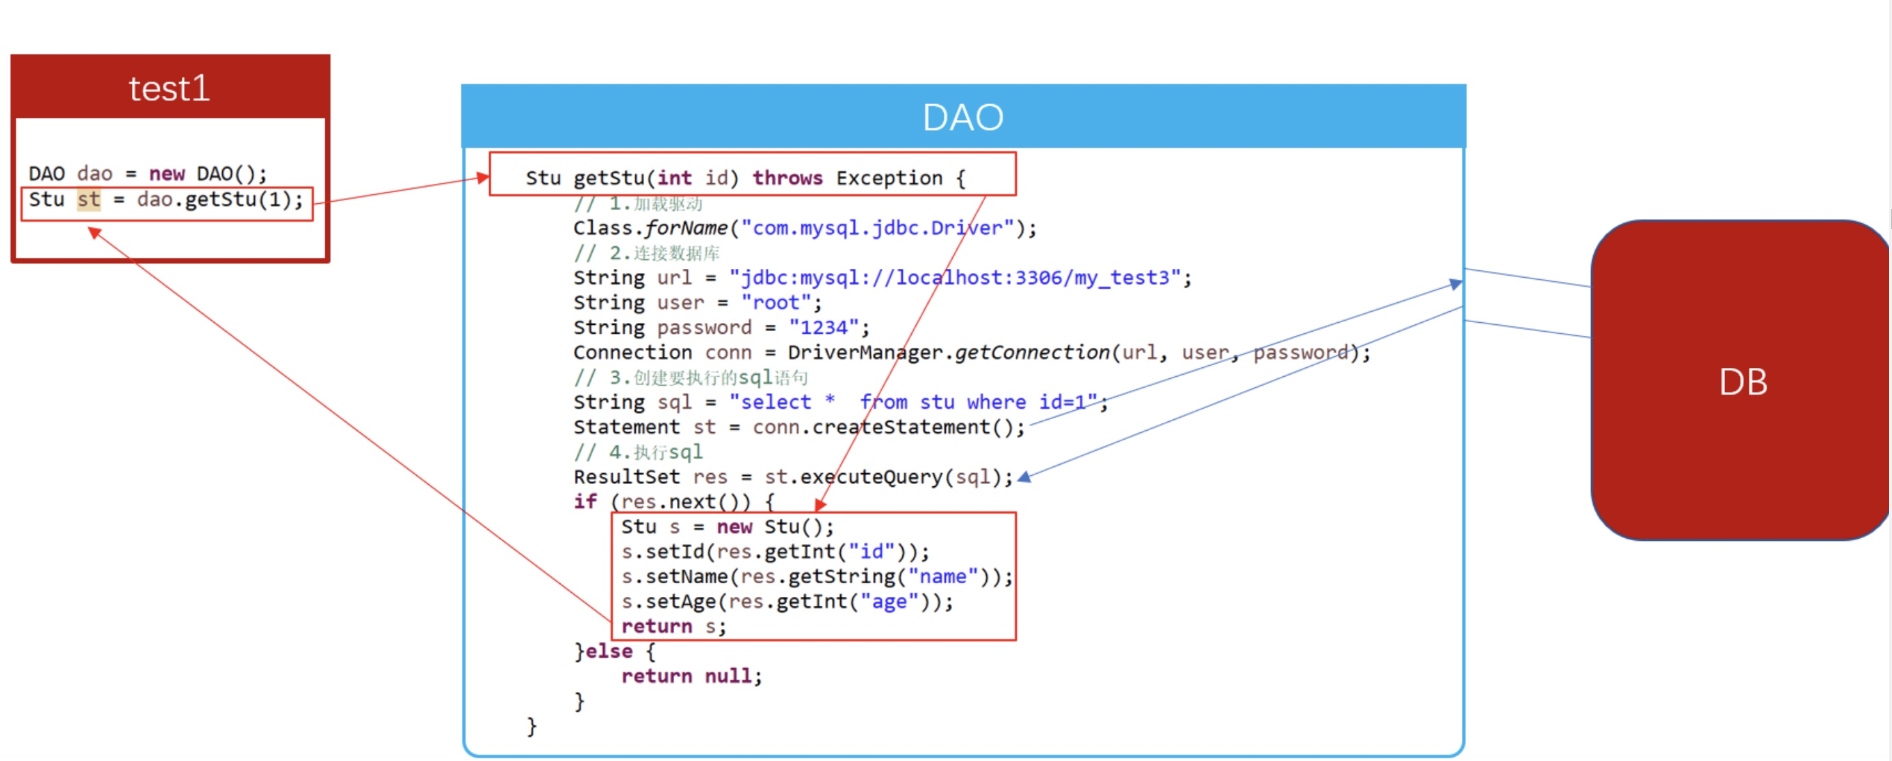 test1
DAO dao = new DAO();
Stu st = dao.getStu(1);
DAO
Stu getStu(int id) throws Exception {
// 1.加载驱动
Class.forName("com.mysql.jdbc.Driver");
// 2.连接数据库
String url = "jdbc:mysql://localhost:3306/my_test3";
String user = "root";
String password = "1234";
Connection conn = DriverManager.getConnection(url, user, password);
// 3.创建要执行的sql语句
String sql = "select *  from stu where id=1";
Statement st = conn.createStatement();
// 4.执行sql
ResultSet res = st.executeQuery(sql);
if (res.next()) {
Stu s = new Stu();
s.setId(res.getInt("id"));
s.setName(res.getString("name"));
s.setAge(res.getInt("age"));
return s;
}else {
return null;
}
}
DB